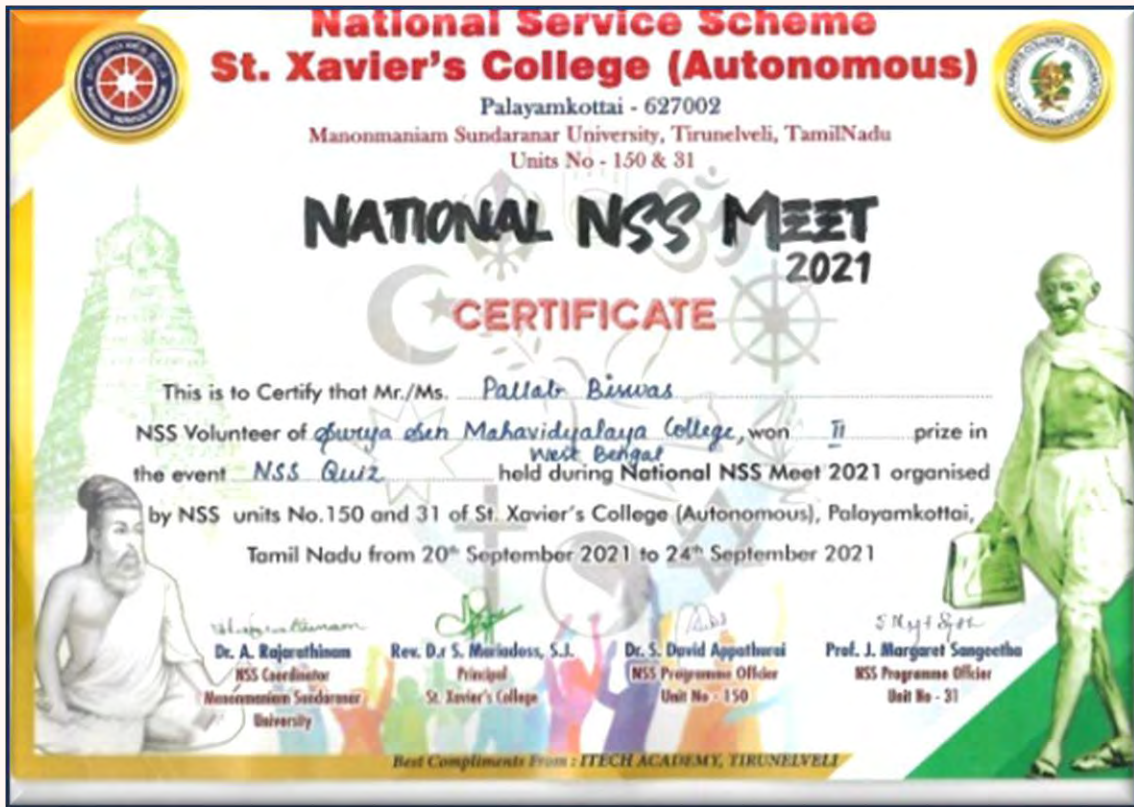 National Service Scheme
St. Xavier's College (Autonomous)
Palayamkottai - 627002
Manonmaniam Sundaranar University, Tirunelveli, TamilNadu
Units No - 150 & 31
NATIONAL NSS MEET
2021
CERTIFICATE
This is to Certify that Mr./Ms. Pallab Biswas
NSS Volunteer of Surya Sen Mahavidyalaya College, won II prize in
West Bengal
the event NSS Quiz held during National NSS Meet 2021 organised
by NSS units No.150 and 31 of St. Xavier's College (Autonomous), Palayamkottai,
Tamil Nadu from 20th September 2021 to 24th September 2021
Dr. A. Rajarathinam Rev. D.r S. Mariadoss, S.J. Dr. S. David Appathurai Prof. J. Margaret Sangeetha
NSS Coordinator Principal NSS Programme Officer NSS Programme Officer
Manonmaniam Sundaranar St. Xavier's College Unit No - 150 Unit No - 31
University
Best Compliments From : ITECH ACADEMY, TIRUNELVELI